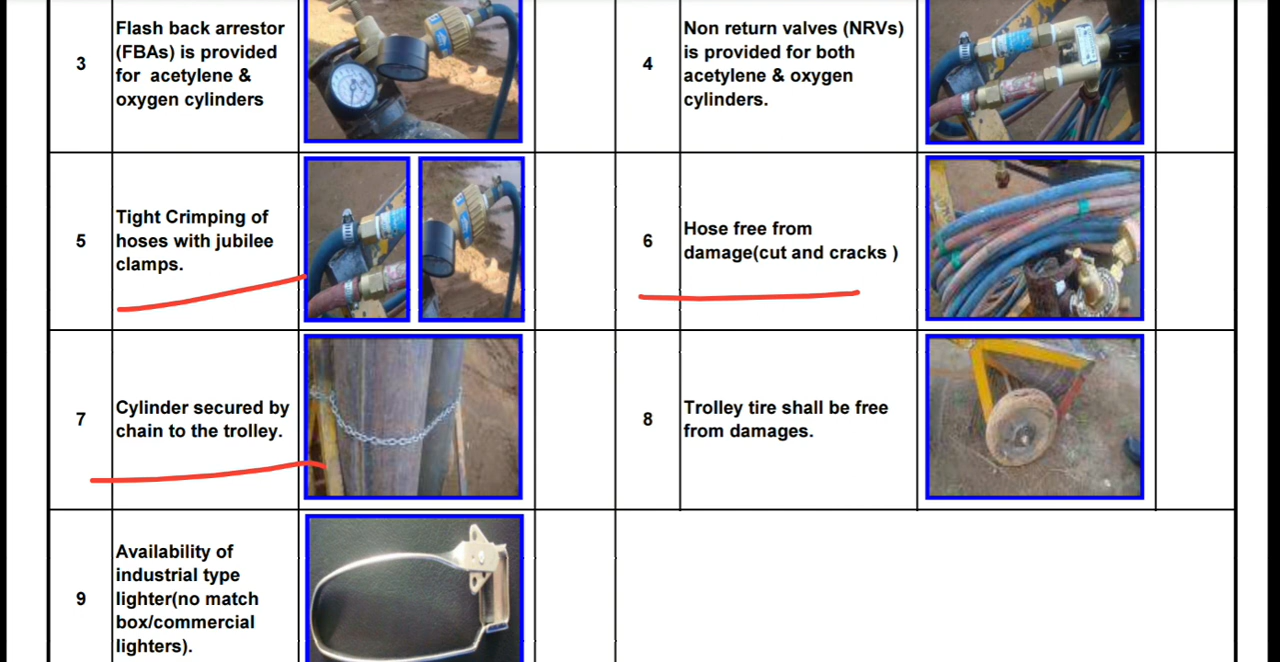 3
Flash back arrestor
(FBAs) is provided
for acetylene &
oxygen cylinders
4
Non return valves (NRVs)
is provided for both
acetylene & oxygen
cylinders.
5
Tight Crimping of
hoses with jubilee
clamps.
6
Hose free from
damage(cut and cracks )
7
Cylinder secured by
chain to the trolley.
8
Trolley tire shall be free
from damages.
9
Availability of
industrial type
lighter(no match
box/commercial
lighters).